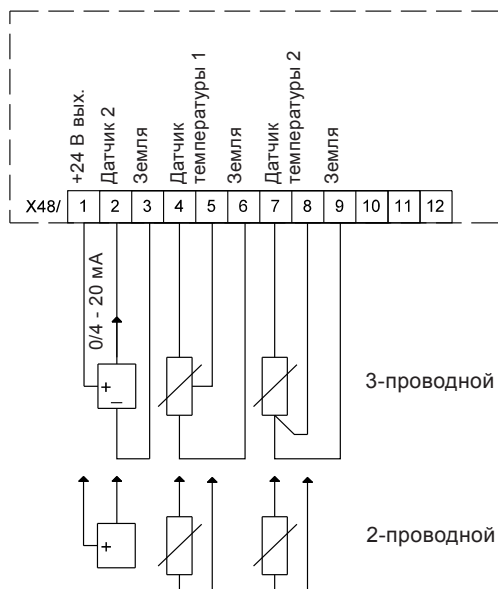 +24 В вых.
Датчик 2
Земля
Датчик
температуры 1
Земля
Датчик
температуры 2
Земля
X48/ 1 2 3 4 5 6 7 8 9 10 11 12
0/4 - 20 мА
+
–
3-проводной
+
2-проводной